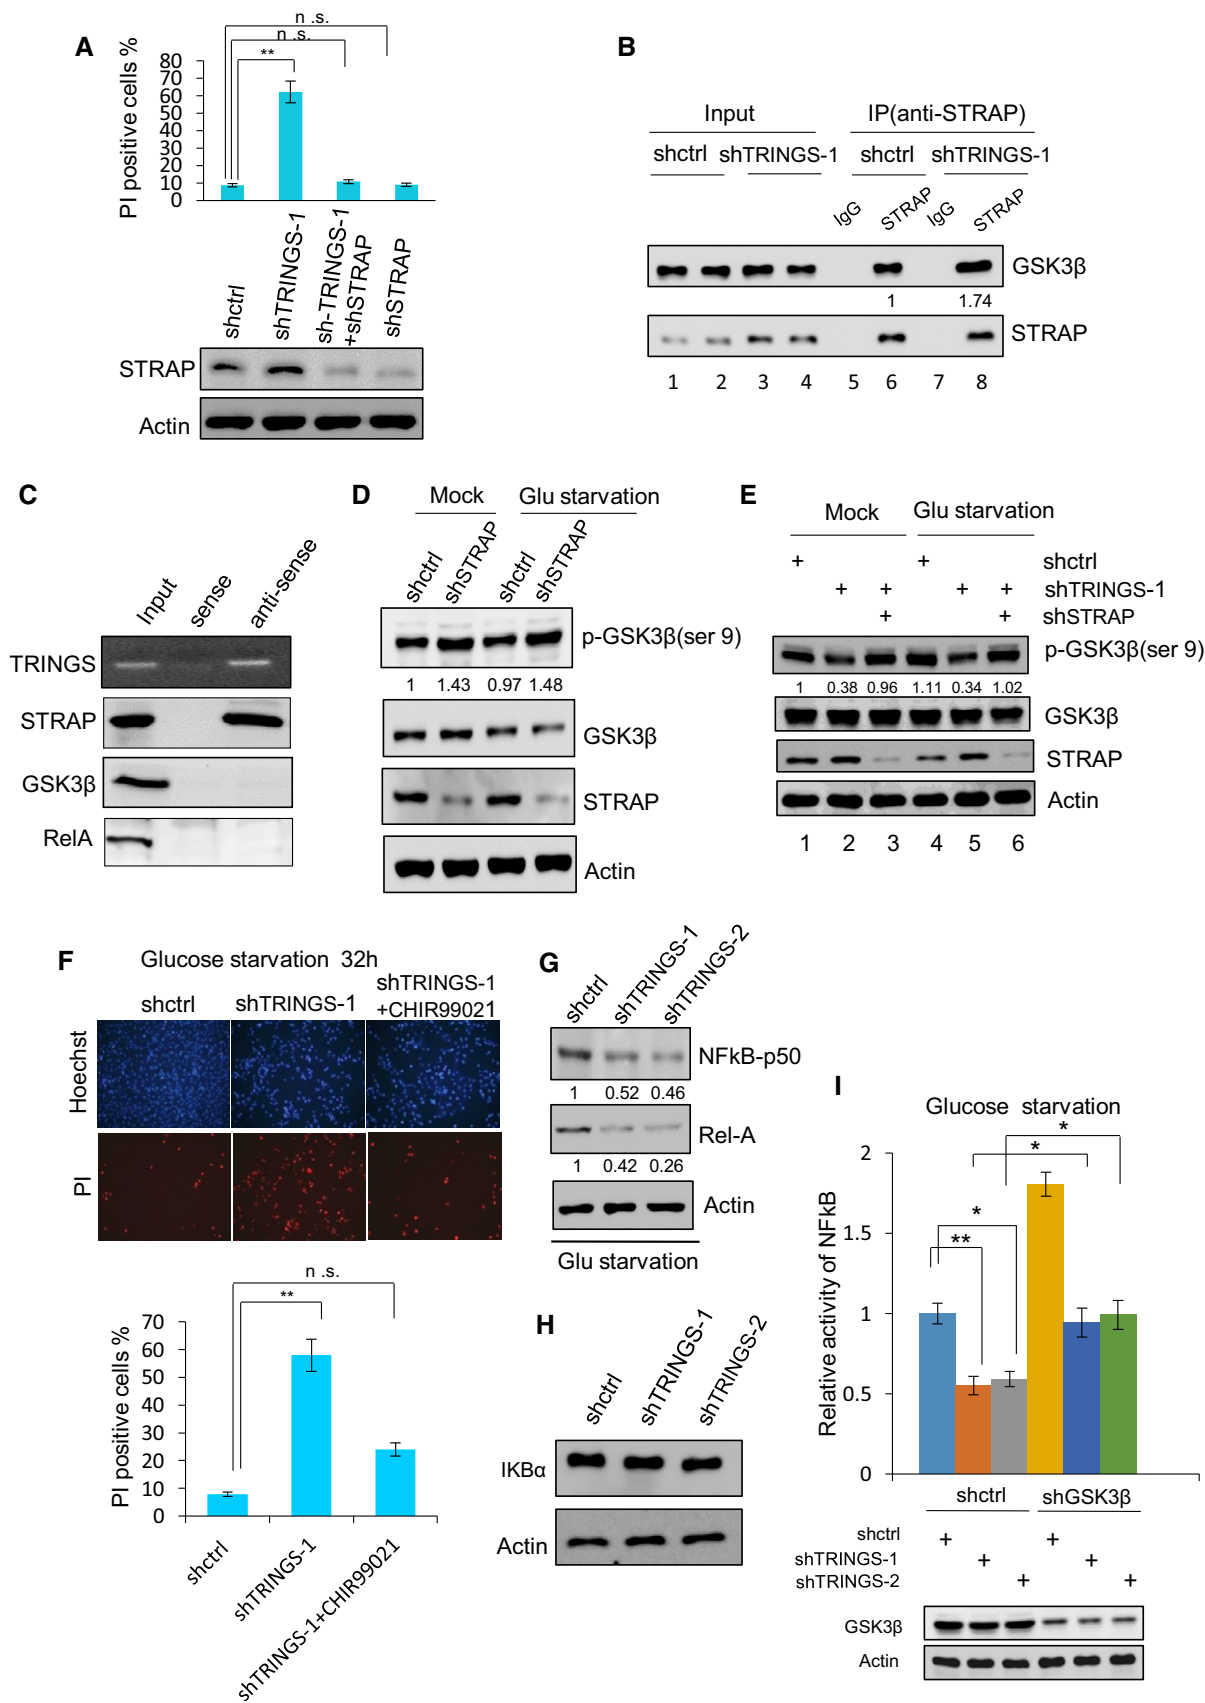 A
n .s.
n .s.
**
PI positive cells %
80
70
60
50
40
30
20
10
0
shctrl
shTRINGS-1
sh-TRINGS-1
+shSTRAP
shSTRAP
STRAP
Actin
B
Input IP(anti-STRAP)
shctrl shTRINGS-1 shctrl shTRINGS-1
IgG STRAP IgG STRAP
GSK3β
1 1.74
STRAP
1 2 3 4 5 6 7 8
C
Input sense anti-sense
TRINGS
STRAP
GSK3β
RelA
D
Mock Glu starvation
shctrl shSTRAP shctrl shSTRAP
p-GSK3β(ser 9)
1 1.43 0.97 1.48
GSK3β
STRAP
Actin
E
Mock Glu starvation
+ + shctrl
+ + + + shTRINGS-1
+ + shSTRAP
p-GSK3β(ser 9)
1 0.38 0.96 1.11 0.34 1.02
GSK3β
STRAP
Actin
1 2 3 4 5 6
F
Glucose starvation 32h
shctrl shTRINGS-1 shTRINGS-1
+CHIR99021
Hoechst
PI
n .s.
**
PI positive cells %
70
60
50
40
30
20
10
0
shctrl
shTRINGS-1
shTRINGS-1+CHIR99021
G
shctrl shTRINGS-1 shTRINGS-2
NFkB-p50
1 0.52 0.46
Rel-A
1 0.42 0.26
Actin
Glu starvation
H
shctrl shTRINGS-1 shTRINGS-2
IKBα
Actin
I
Glucose starvation
*
*
*
**
Relative activity of NFkB
2
1.5
1
0.5
0
shctrl shGSK3β
shctrl + +
shTRINGS-1 + +
shTRINGS-2 + +
GSK3β
Actin